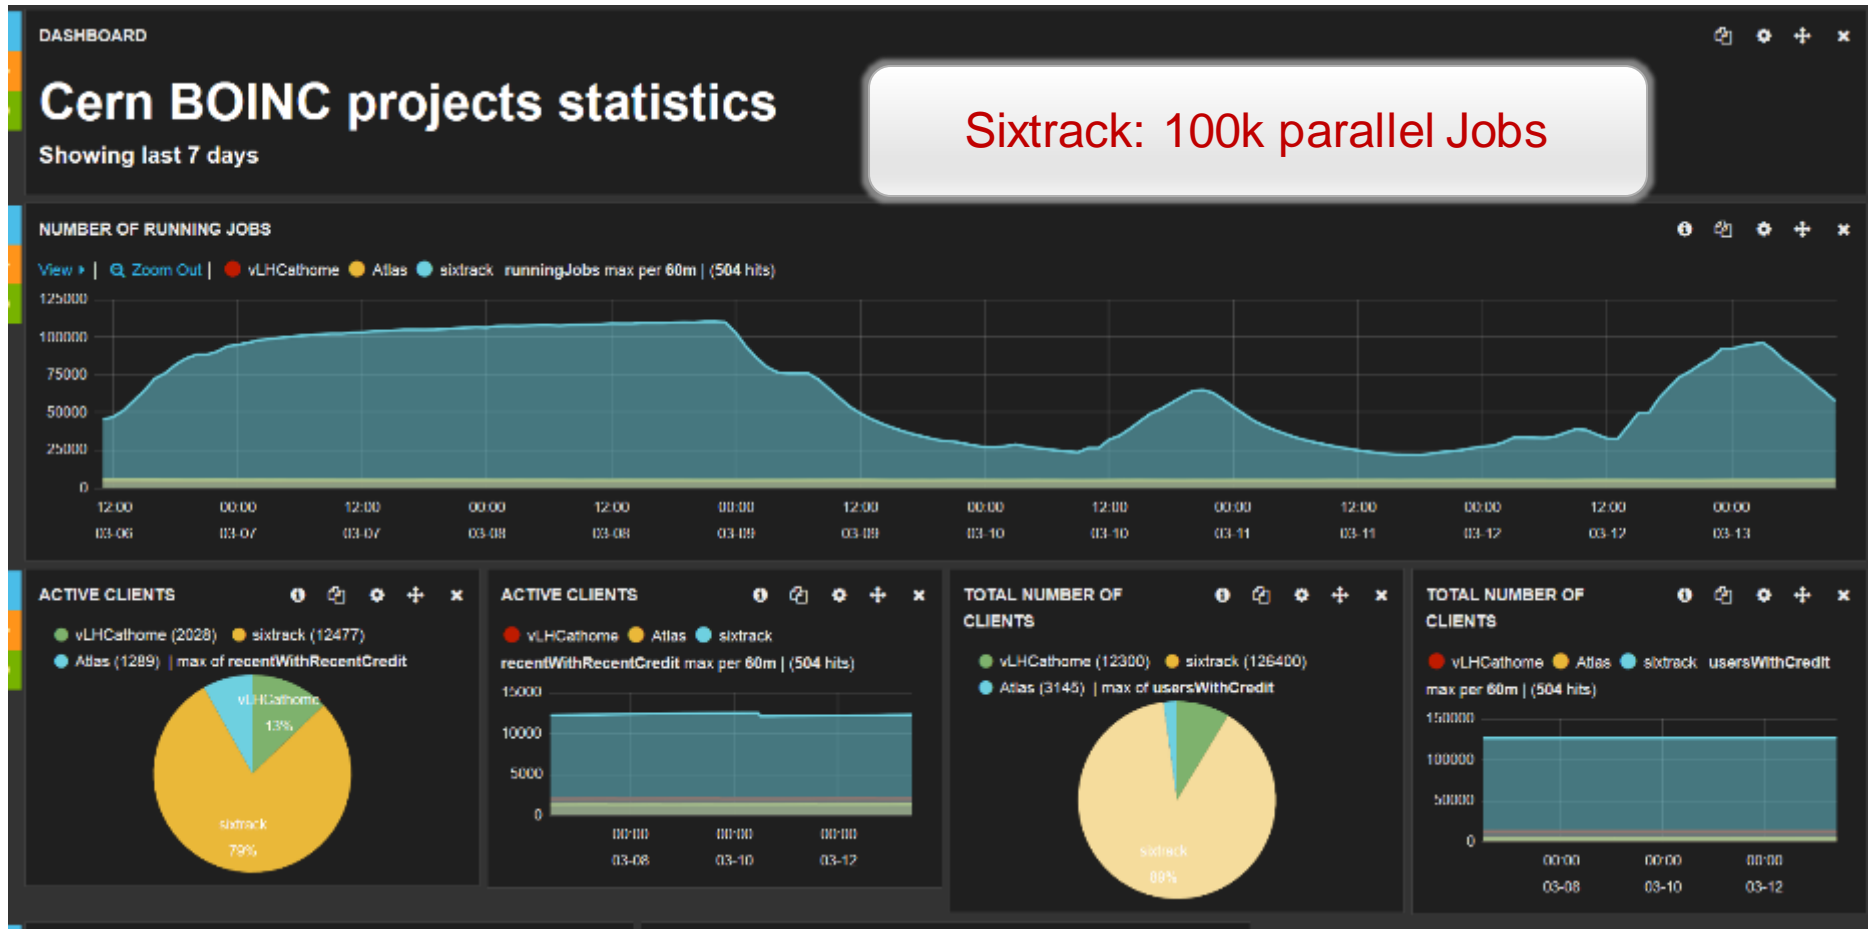 DASHBOARD
Cern BOINC projects statistics
Showing last 7 days
Sixtrack: 100k parallel Jobs
NUMBER OF RUNNING JOBS
View | Zoom Out | vLHCathome Atlas sixtrack runningJobs max per 60m | (504 hits)
125000
100000
75000
50000
25000
0
12:00 00:00 12:00 00:00 12:00 00:00 12:00 00:00 12:00 00:00 12:00 00:00 12:00 00:00
03-06 03-07 03-07 03-08 03-08 03-09 03-09 03-10 03-10 03-11 03-11 03-12 03-12 03-13
ACTIVE CLIENTS
vLHCathome (2028) sixtrack (12477)
Atlas (1289) | max of recentWithRecentCredit
vLHCathome
13%
sixtrack
79%
ACTIVE CLIENTS
vLHCathome Atlas sixtrack
recentWithRecentCredit max per 60m | (504 hits)
15000
10000
5000
0
00:00 00:00 00:00
03-08 03-10 03-12
TOTAL NUMBER OF
CLIENTS
vLHCathome (12300) sixtrack (126400)
Atlas (3145) | max of usersWithCredit
sixtrack
89%
TOTAL NUMBER OF
CLIENTS
vLHCathome Atlas sixtrack usersWithCredit
max per 60m | (504 hits)
150000
100000
50000
0
00:00 00:00 00:00
03-08 03-10 03-12